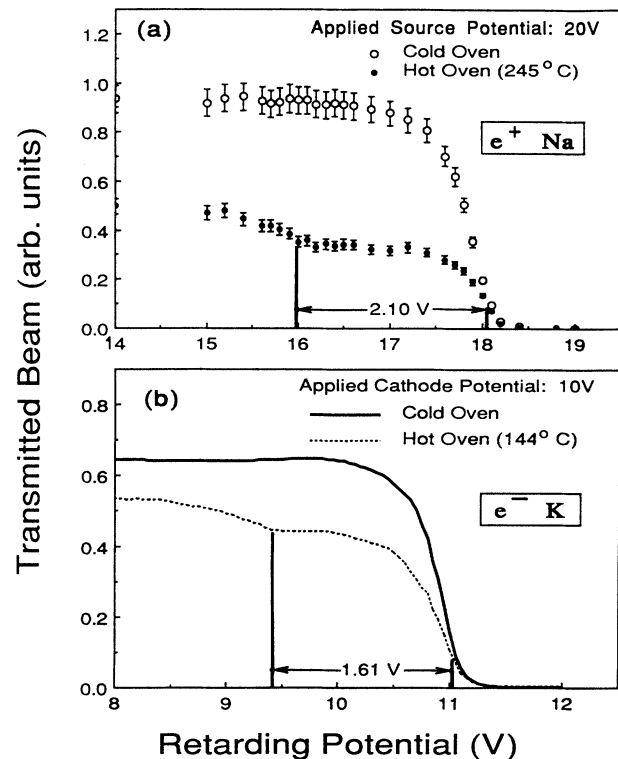 Transmitted Beam (arb. units)
(a)
Applied Source Potential: 20V
Cold Oven
Hot Oven (245° C)
e+ Na
1.2
1.0
0.8
0.6
0.4
0.2
0.0
2.10 V
14 15 16 17 18 19
(b)
Applied Cathode Potential: 10V
Cold Oven
Hot Oven (144° C)
e− K
0.8
0.6
0.4
0.2
0.0
1.61 V
8 9 10 11 12
Retarding Potential (V)